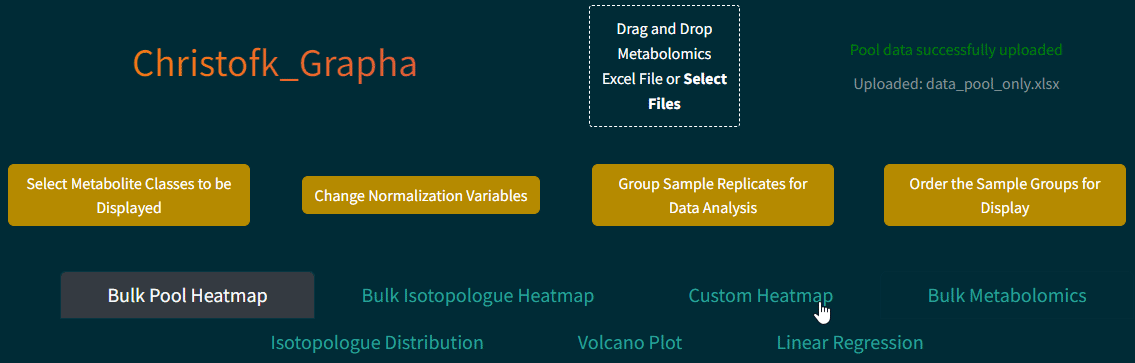 Christofk_Grapha
Drag and Drop
Metabolomics
Excel File or Select
Files
Pool data successfully uploaded
Uploaded: data_pool_only.xlsx
Select Metabolite Classes to be
Displayed
Change Normalization Variables
Group Sample Replicates for
Data Analysis
Order the Sample Groups for
Display
Bulk Pool Heatmap
Bulk Isotopologue Heatmap
Custom Heatmap
Bulk Metabolomics
Isotopologue Distribution
Volcano Plot
Linear Regression